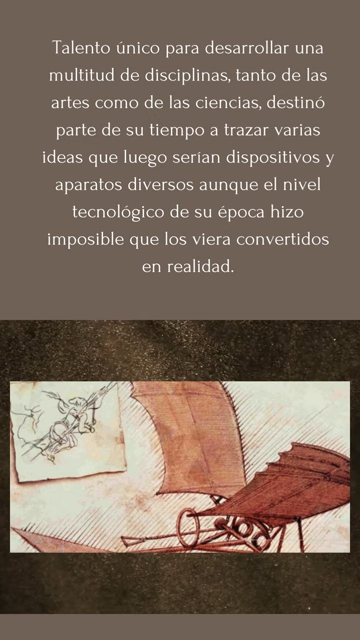 Talento único para desarrollar una
multitud de disciplinas, tanto de las
artes como de las ciencias, destinó
parte de su tiempo a trazar varias
ideas que luego serían dispositivos y
aparatos diversos aunque el nivel
tecnológico de su época hizo
imposible que los viera convertidos
en realidad.